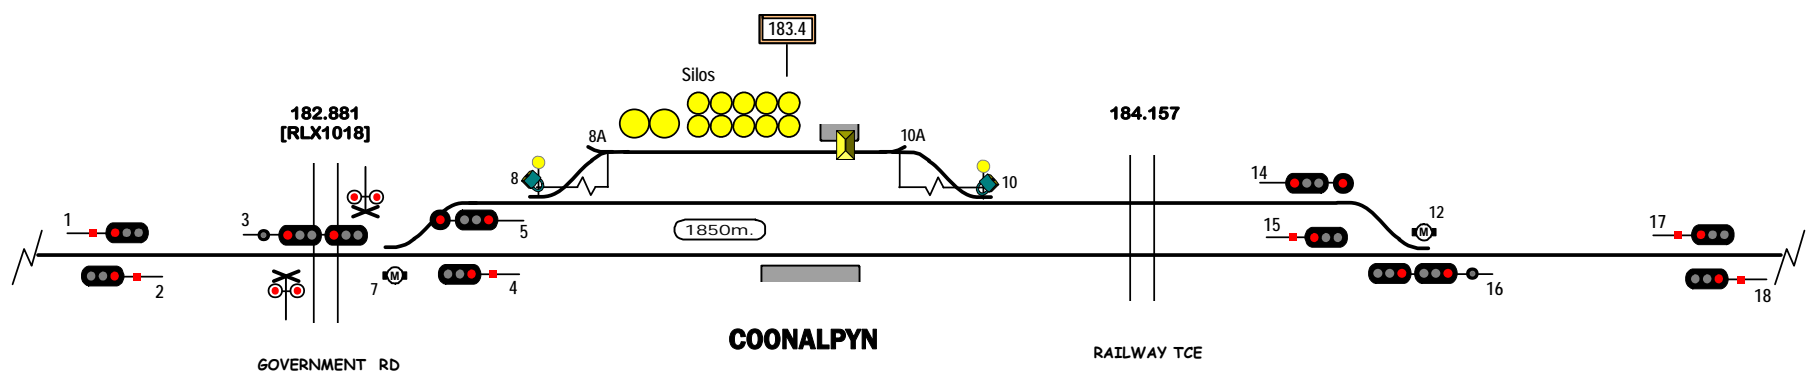 183.4
Silos
182.881
[RLX1018]
184.157
8A
10A
8
10
14
1
3
5
1850m.
15
12
17
2
7
4
16
18
M
M
COONALPYN
GOVERNMENT RD
RAILWAY TCE